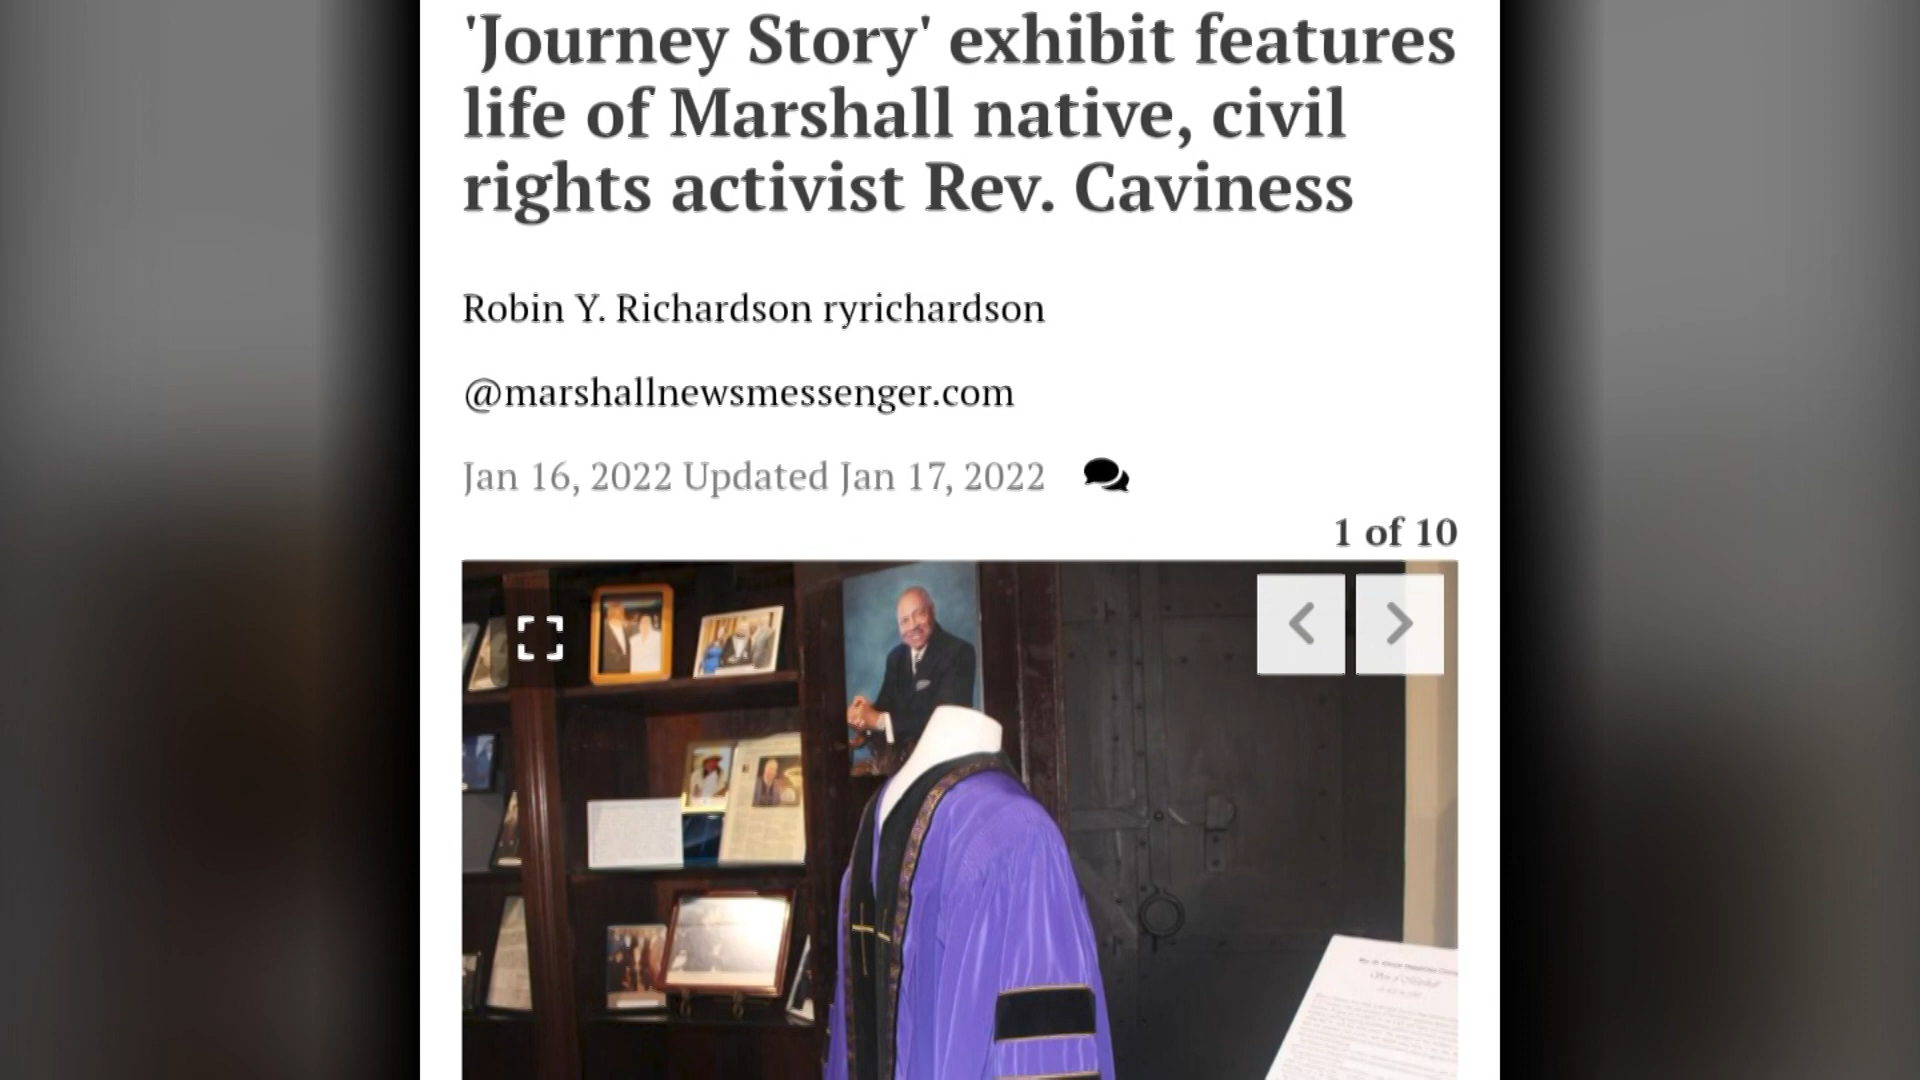 'Journey Story' exhibit features
life of Marshall native, civil
rights activist Rev. Caviness
Robin Y. Richardson ryrichardson
@marshallnewsmessenger.com
Jan 16, 2022 Updated Jan 17, 2022
1 of 10